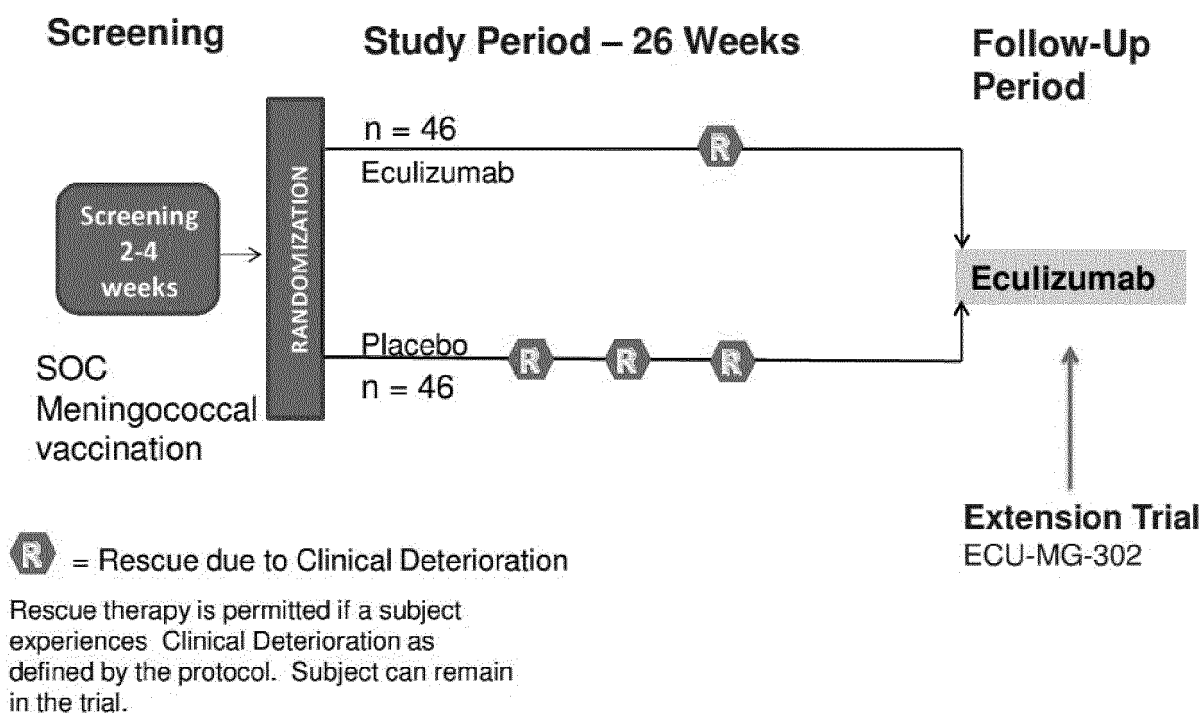 Screening
Study Period – 26 Weeks
Follow-Up
Period
n = 46
Eculizumab
R
Screening
2-4
weeks
RANDOMIZATION
Eculizumab
Placebo
n = 46
R
R
R
SOC
Meningococcal
vaccination
Extension Trial
ECU-MG-302
R = Rescue due to Clinical Deterioration
Rescue therapy is permitted if a subject
experiences Clinical Deterioration as
defined by the protocol. Subject can remain
in the trial.